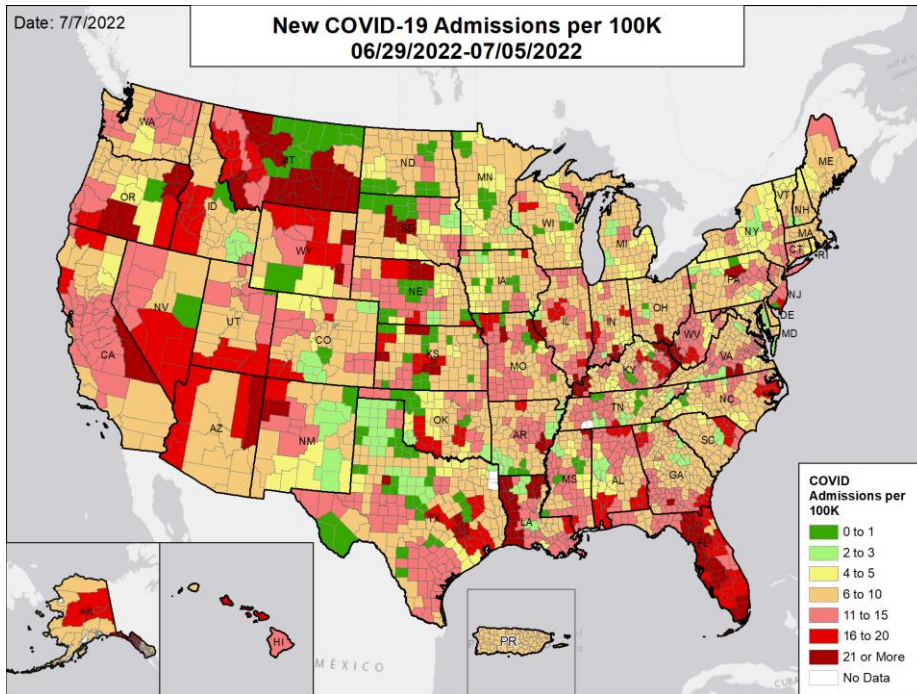 Date: 7/7/2022
New COVID-19 Admissions per 100K
06/29/2022-07/05/2022
WA
MT
ND
MN
ME
OR
ID
SD
WI
VT
NH
NY
MA
CT
RI
WY
MI
IA
NE
PA
NJ
NV
UT
CO
IL
IN
OH
DE
MD
WV
CA
KS
MO
KY
VA
AZ
NM
OK
AR
TN
NC
SC
MS
AL
GA
TX
LA
FL
AK
HI
MÉXICO
PR
CUBA
COVID
Admissions per
100K
0 to 1
2 to 3
4 to 5
6 to 10
11 to 15
16 to 20
21 or More
No Data